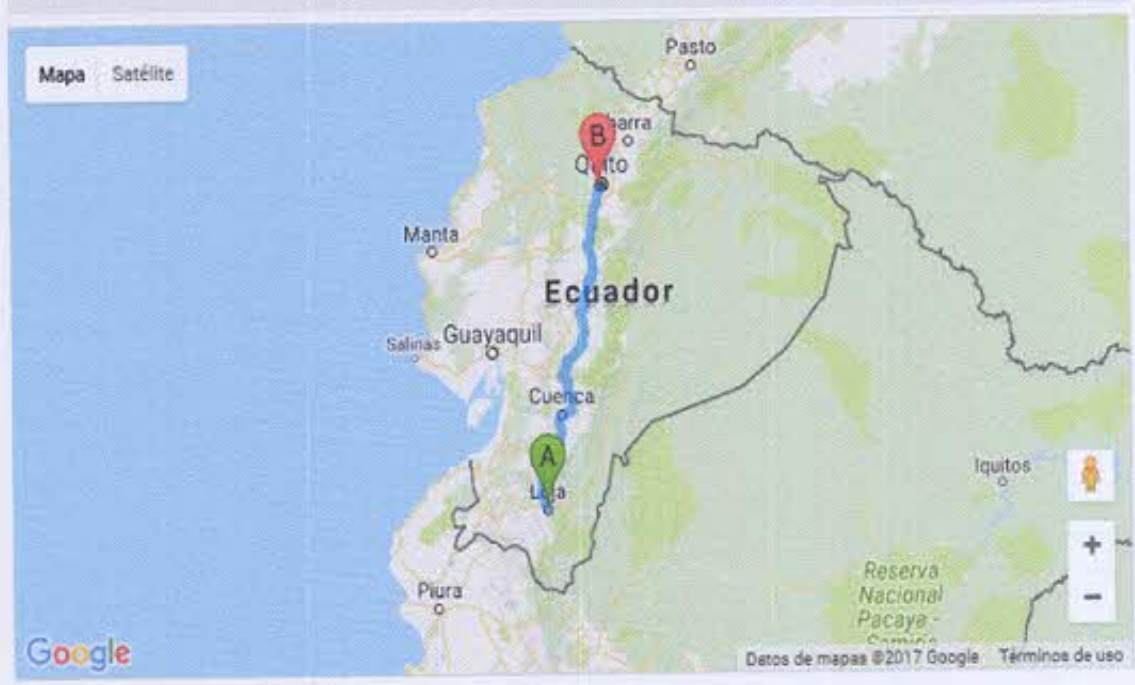 Mapa Satélite
Pasto
barra
B
Quito
Manta
Ecuador
Guayaquil
Salinas
Cuenca
A
Loja
Iquitos
+
−
Piura
Reserva
Nacional
Pacaya -
Google
Datos de mapas ©2017 Google Términos de uso